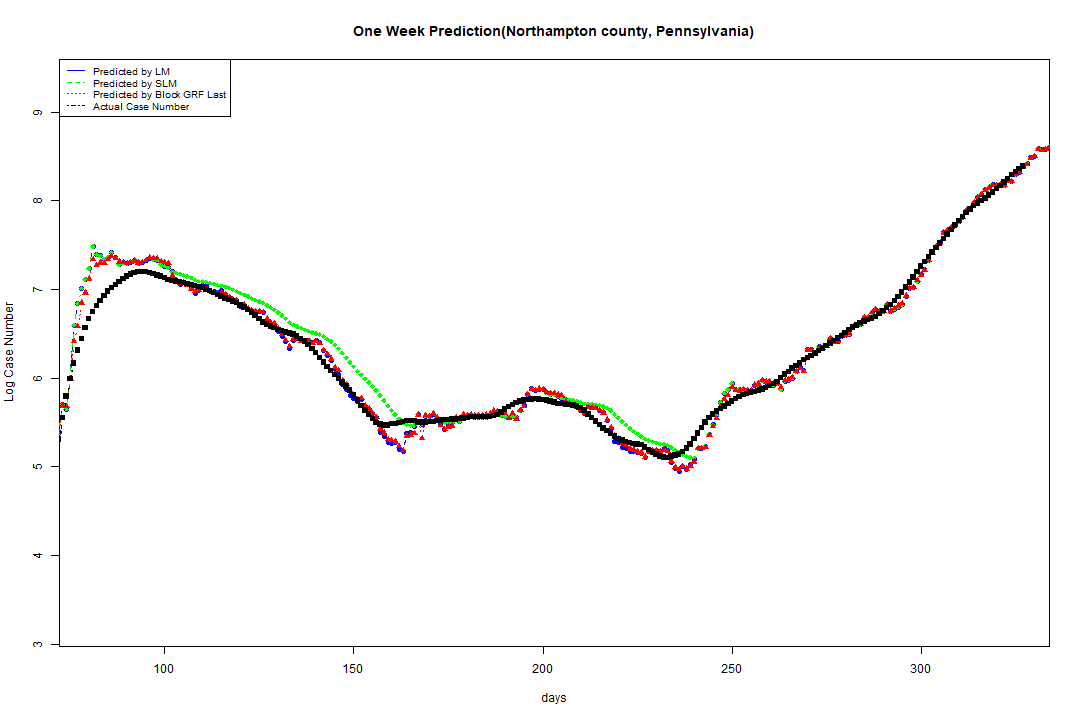 One Week Prediction(Northampton county, Pennsylvania)
Predicted by LM
Predicted by SLM
Predicted by Block GRF Last
Actual Case Number
9
8
7
6
5
4
3
Log Case Number
100 150 200 250 300
days